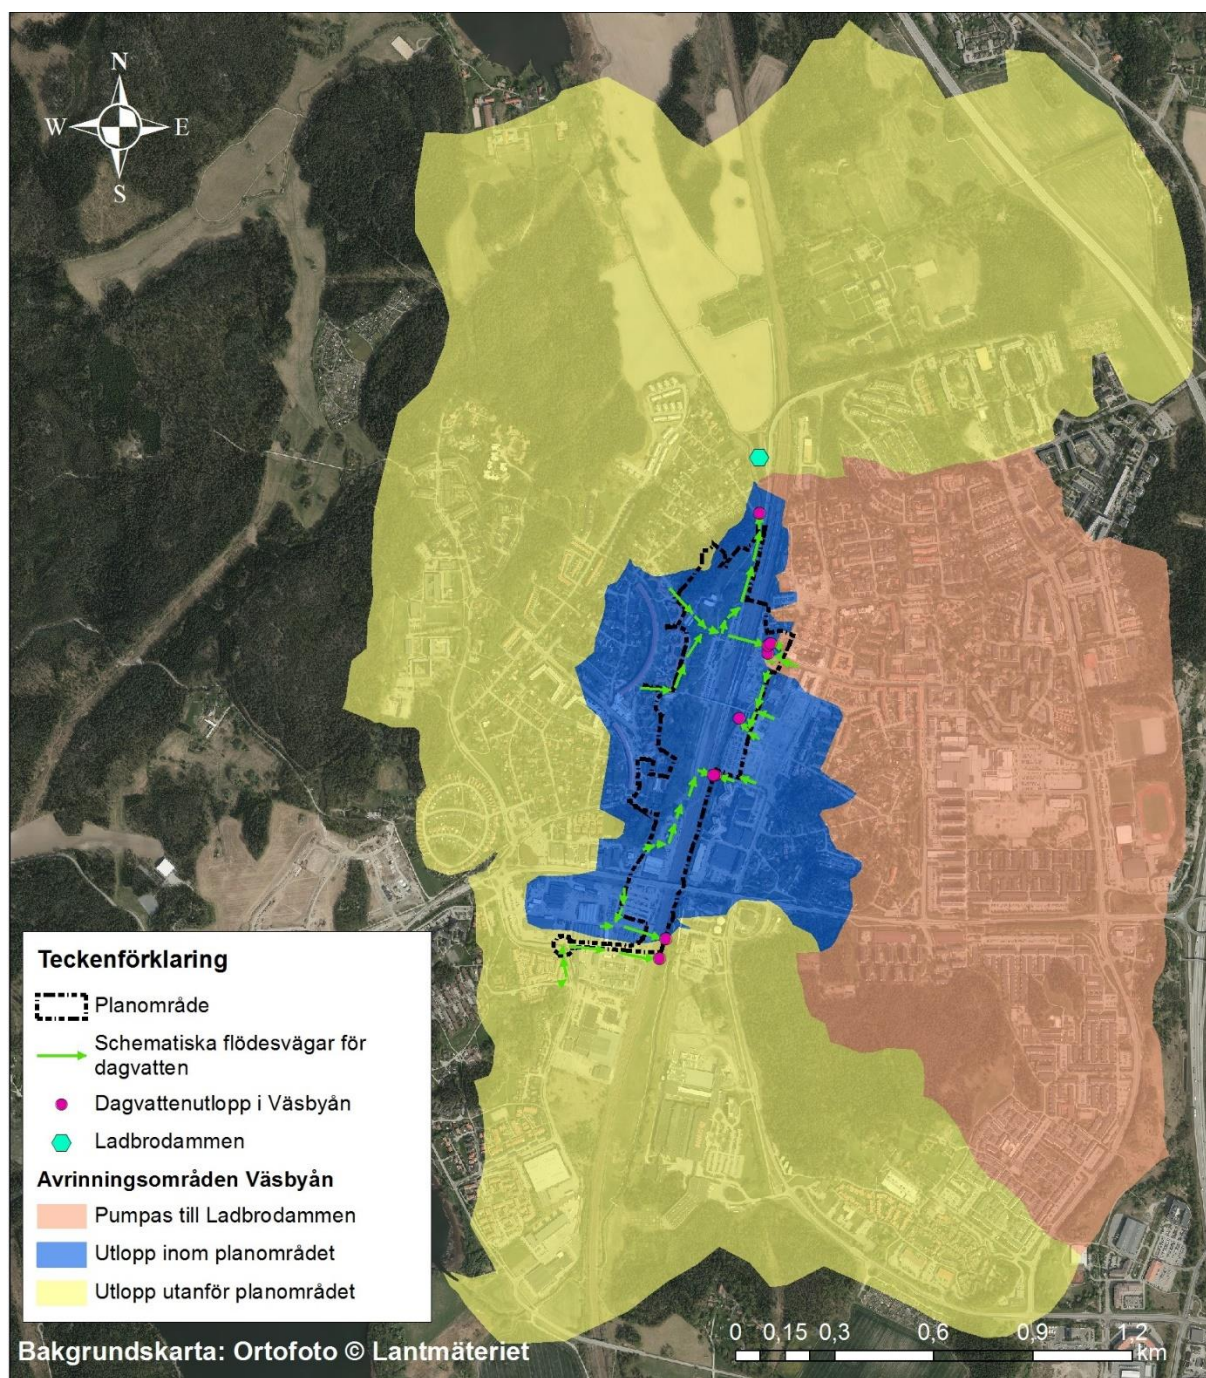 N
W E
S
Teckenförklaring
Planområde
Schematiska flödesvägar för
dagvatten
Dagvattenutlopp i Väsbyån
Ladbrodammen
Avrinningsområden Väsbyån
Pumpas till Ladbrodammen
Utlopp inom planområdet
Utlopp utanför planområdet
0 0,15 0,3 0,6 0,9 1,2
km
Bakgrundskarta: Ortofoto © Lantmäteriet